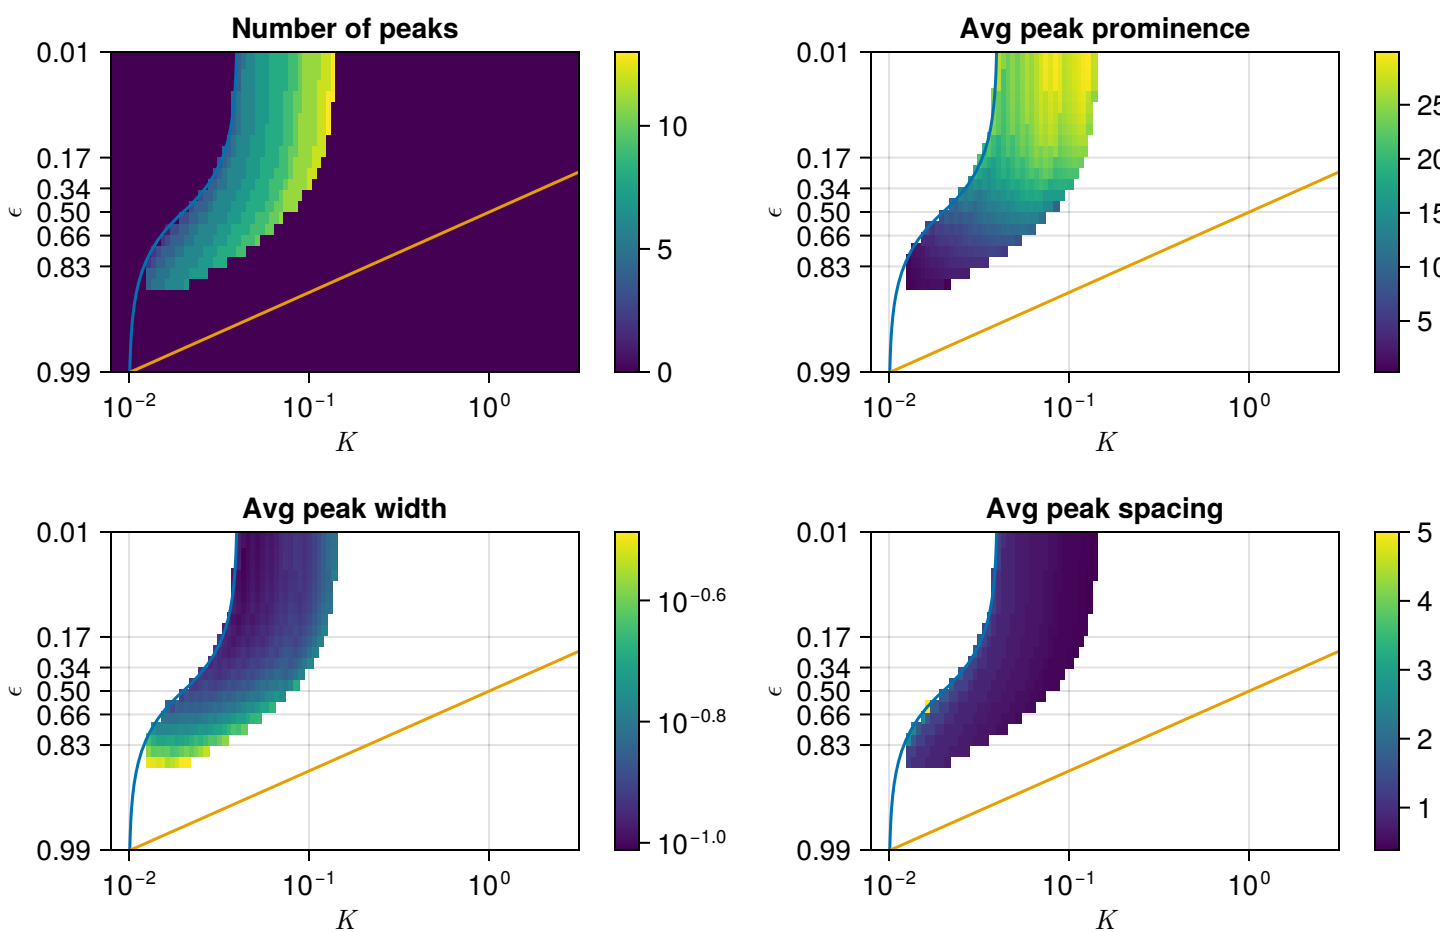 Number of peaks
0.01
0.17
0.34
0.50
0.66
0.83
0.99
ϵ
10⁻² 10⁻¹ 10⁰
K
10
5
0
Avg peak prominence
0.01
0.17
0.34
0.50
0.66
0.83
0.99
ϵ
10⁻² 10⁻¹ 10⁰
K
25
20
15
10
5
Avg peak width
0.01
0.17
0.34
0.50
0.66
0.83
0.99
ϵ
10⁻² 10⁻¹ 10⁰
K
10⁻⁰·⁶
10⁻⁰·⁸
10⁻¹·⁰
Avg peak spacing
0.01
0.17
0.34
0.50
0.66
0.83
0.99
ϵ
10⁻² 10⁻¹ 10⁰
K
5
4
3
2
1